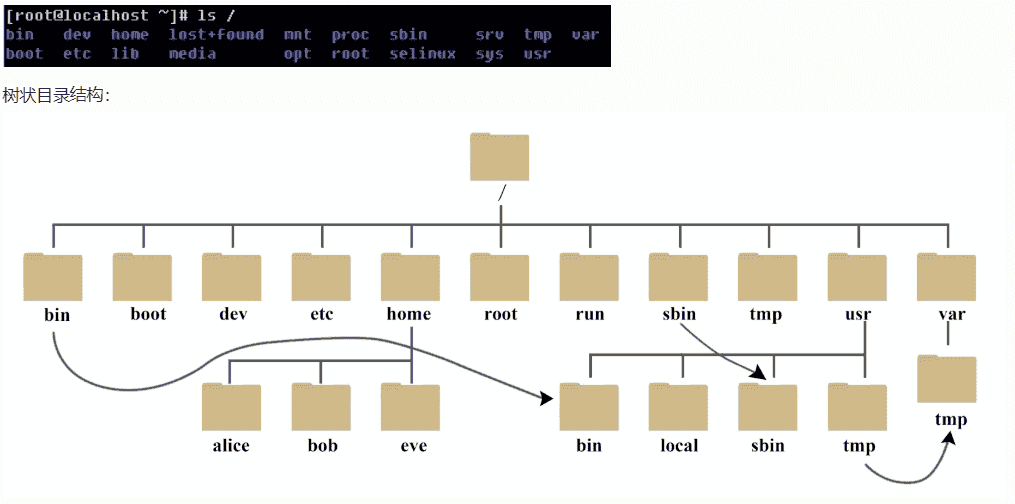 [root@localhost ~]# ls /
bin dev home lost+found mnt proc sbin srv tmp var
boot etc lib media opt root selinux sys usr
树状目录结构：
/
bin boot dev etc home root run sbin tmp usr var
alice bob eve bin local sbin tmp tmp